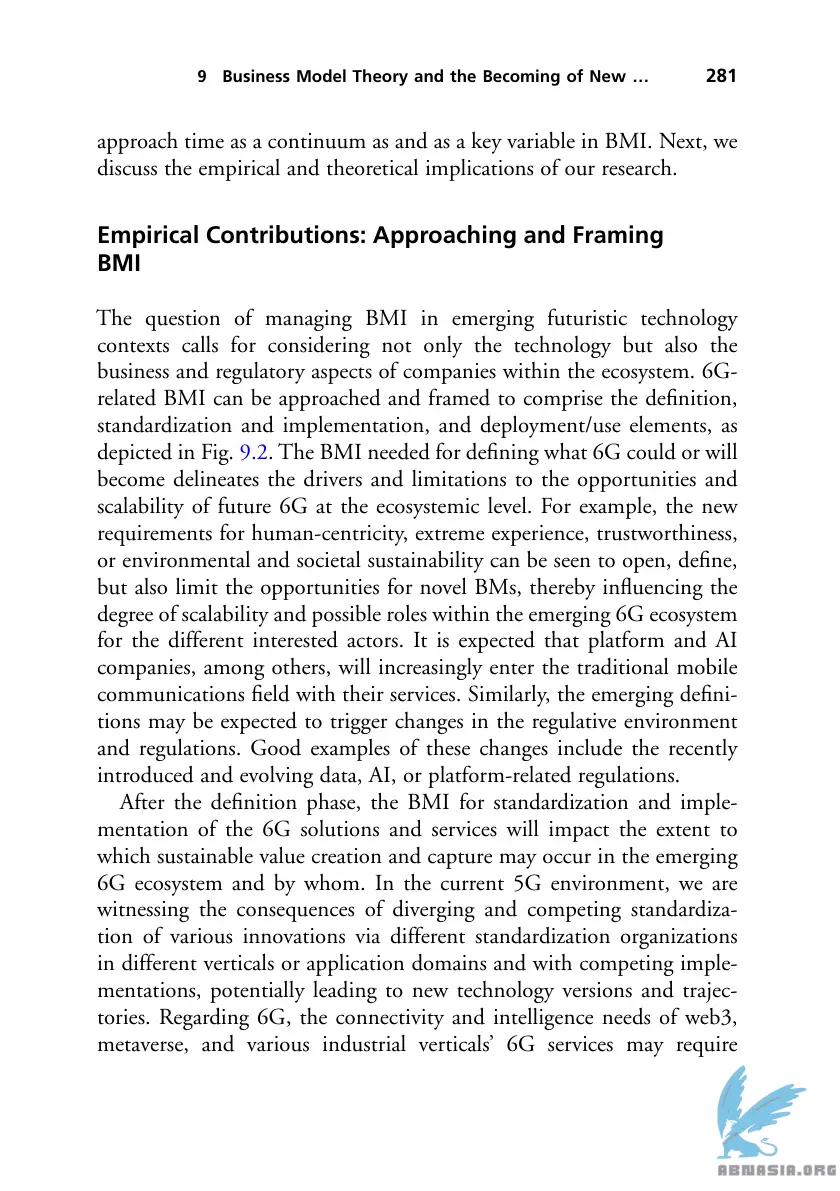 9 Business Model Theory and the Becoming of New … 281
approach time as a continuum as and as a key variable in BMI. Next, we
discuss the empirical and theoretical implications of our research.
Empirical Contributions: Approaching and Framing
BMI
The question of managing BMI in emerging futuristic technology
contexts calls for considering not only the technology but also the
business and regulatory aspects of companies within the ecosystem. 6G-
related BMI can be approached and framed to comprise the definition,
standardization and implementation, and deployment/use elements, as
depicted in Fig. 9.2. The BMI needed for defining what 6G could or will
become delineates the drivers and limitations to the opportunities and
scalability of future 6G at the ecosystemic level. For example, the new
requirements for human-centricity, extreme experience, trustworthiness,
or environmental and societal sustainability can be seen to open, define,
but also limit the opportunities for novel BMs, thereby influencing the
degree of scalability and possible roles within the emerging 6G ecosystem
for the different interested actors. It is expected that platform and AI
companies, among others, will increasingly enter the traditional mobile
communications field with their services. Similarly, the emerging defini-
tions may be expected to trigger changes in the regulative environment
and regulations. Good examples of these changes include the recently
introduced and evolving data, AI, or platform-related regulations.
After the definition phase, the BMI for standardization and imple-
mentation of the 6G solutions and services will impact the extent to
which sustainable value creation and capture may occur in the emerging
6G ecosystem and by whom. In the current 5G environment, we are
witnessing the consequences of diverging and competing standardiza-
tion of various innovations via different standardization organizations
in different verticals or application domains and with competing imple-
mentations, potentially leading to new technology versions and trajec-
tories. Regarding 6G, the connectivity and intelligence needs of web3,
metaverse, and various industrial verticals’ 6G services may require
ABNASIA.ORG